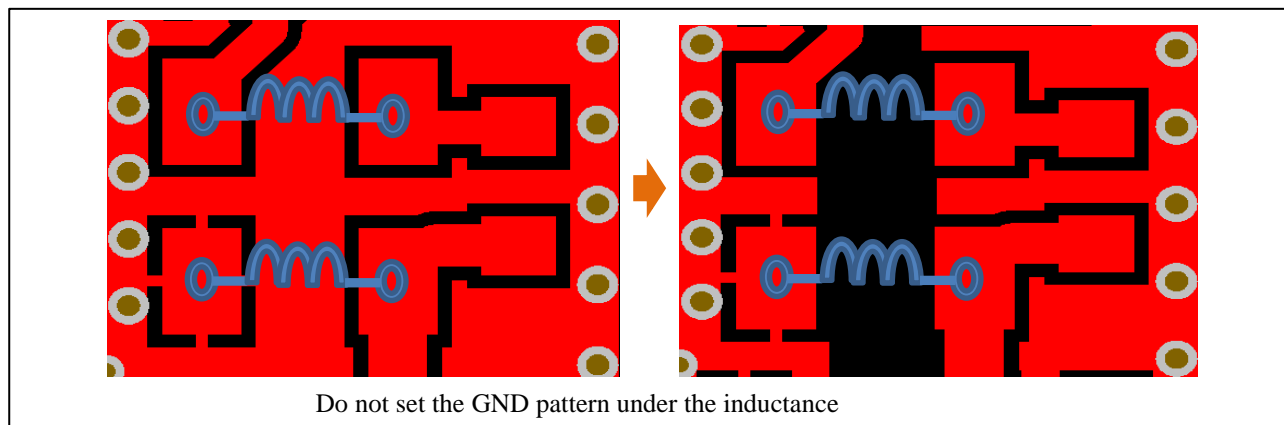 Do not set the GND pattern under the inductance